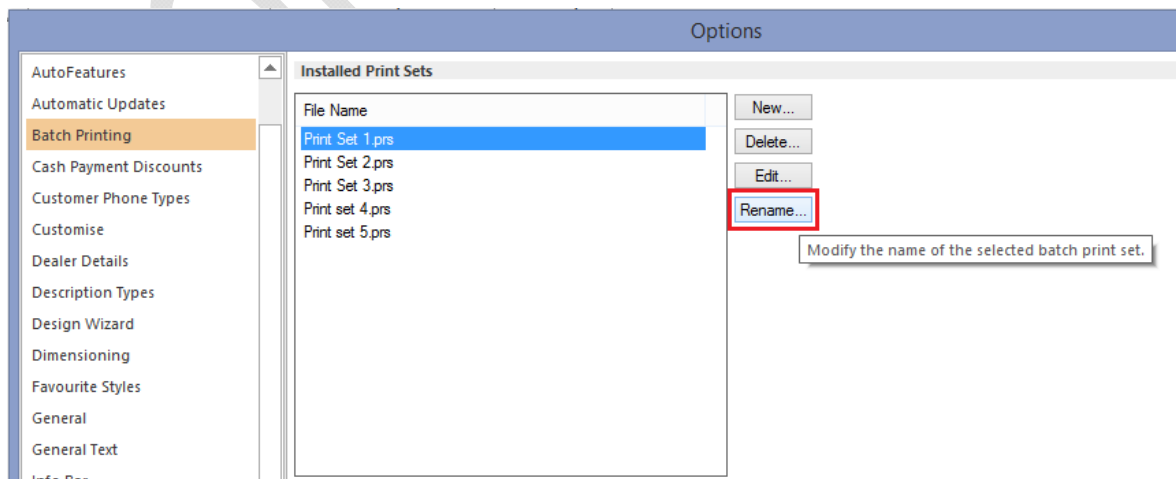 Options
AutoFeatures
Automatic Updates
Batch Printing
Cash Payment Discounts
Customer Phone Types
Customise
Dealer Details
Description Types
Design Wizard
Dimensioning
Favourite Styles
General
General Text
Installed Print Sets
File Name
Print Set 1.prs
Print Set 2.prs
Print Set 3.prs
Print set 4.prs
Print set 5.prs
New...
Delete...
Edit...
Rename...
Modify the name of the selected batch print set.